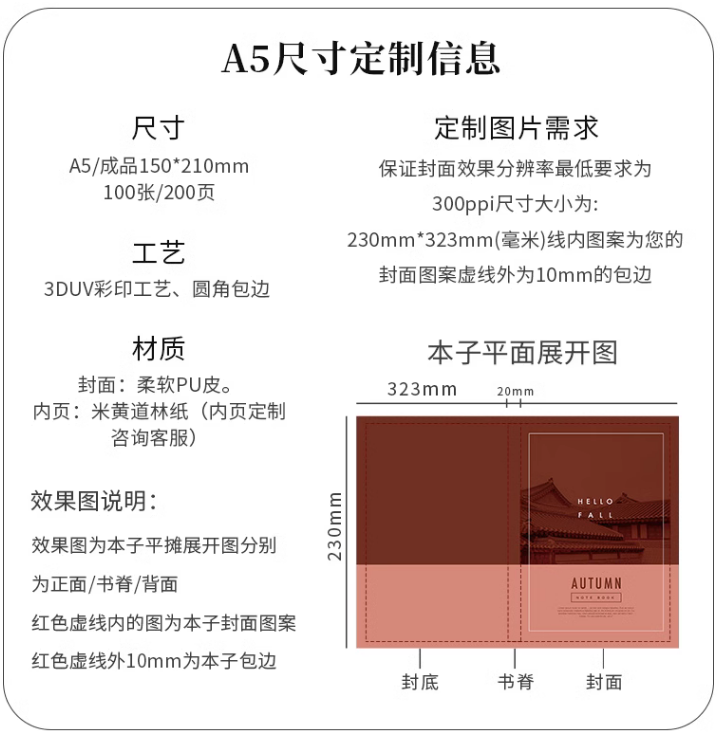 A5尺寸定制信息
尺寸
A5/成品150*210mm
100张/200页
工艺
3DUV彩印工艺、圆角包边
材质
封面：柔软PU皮。
内页：米黄道林纸（内页定制
咨询客服）
效果图说明：
效果图为本子平摊展开图分别
为正面/书脊/背面
红色虚线内的图为本子封面图案
红色虚线外10mm为本子包边
定制图片需求
保证封面效果分辨率最低要求为
300ppi尺寸大小为:
230mm*323mm(毫米)线内图案为您的
封面图案虚线外为10mm的包边
本子平面展开图
323mm
20mm
230mm
HELLO
FALL
AUTUMN
NOTE BOOK
封底
书脊
封面